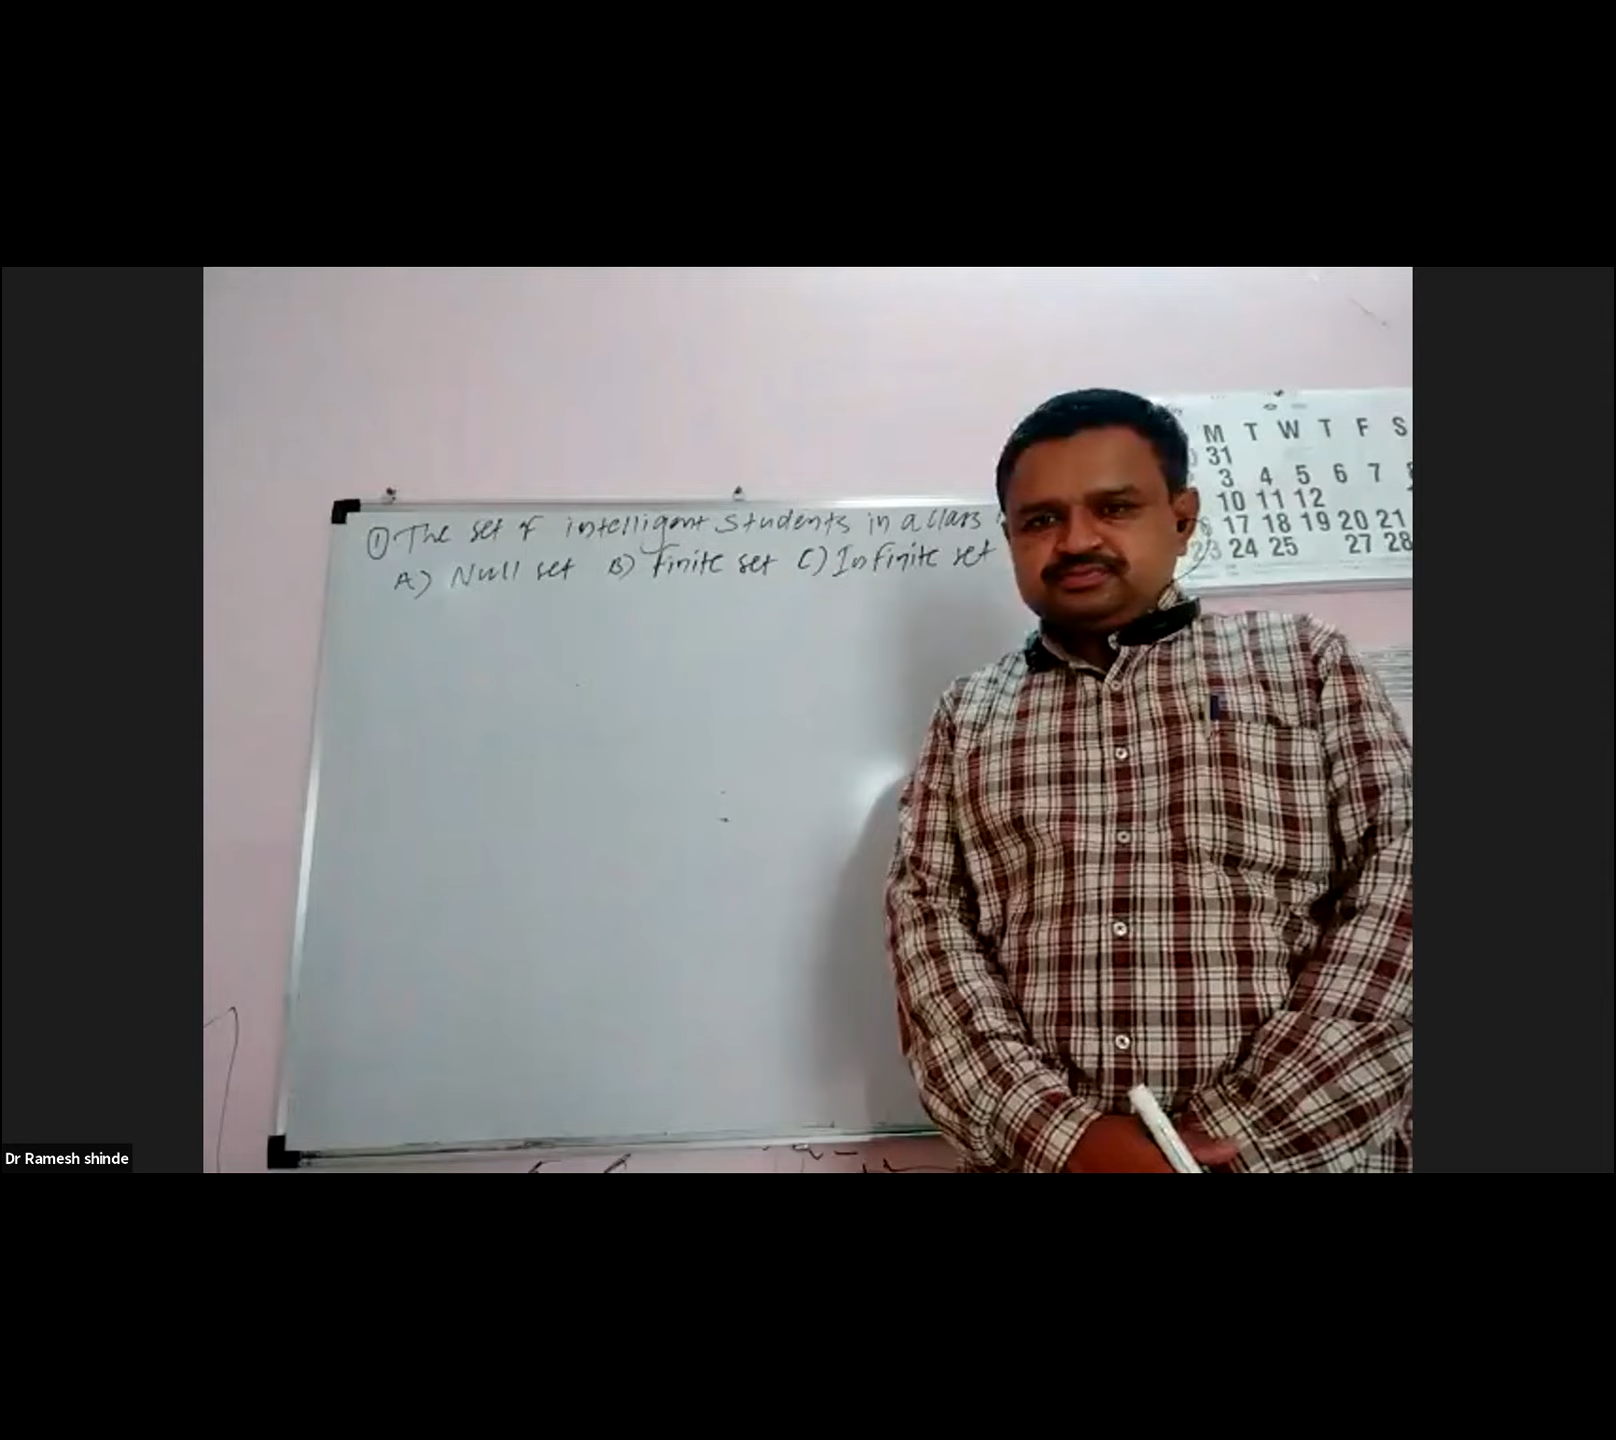 ① The set of intelligent students in a class
A) Null set B) Finite set C) Infinite set
M T W T F S
31
3 4 5 6 7
10 11 12
17 18 19 20 21
23 24 25 27 28
Dr Ramesh shinde